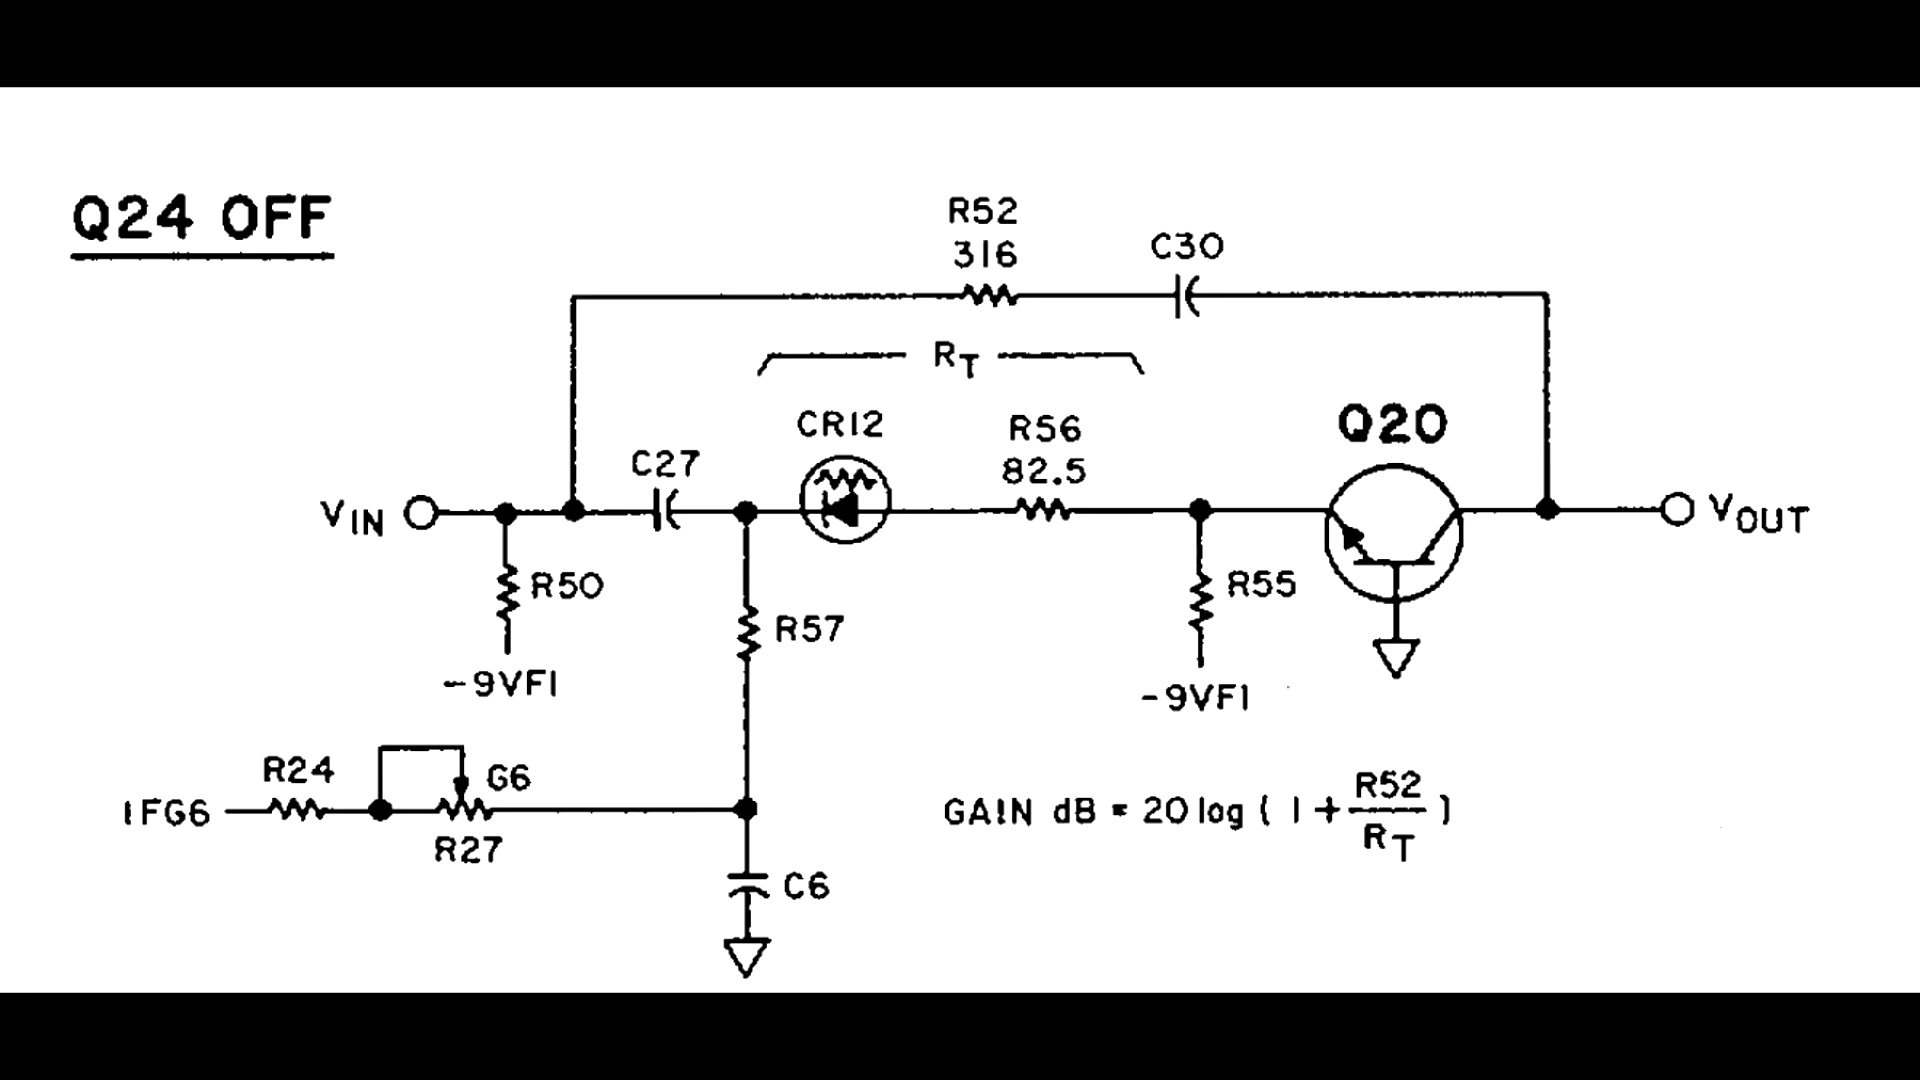 Q24 OFF
R52
316
C30
RT
CR12
R56
82.5
Q20
C27
VIN
VOUT
R50
R57
R55
-9VF1
-9VF1
R24
G6
IFG6
R27
C6
GAIN dB = 20 log ( 1 + R52 / RT )